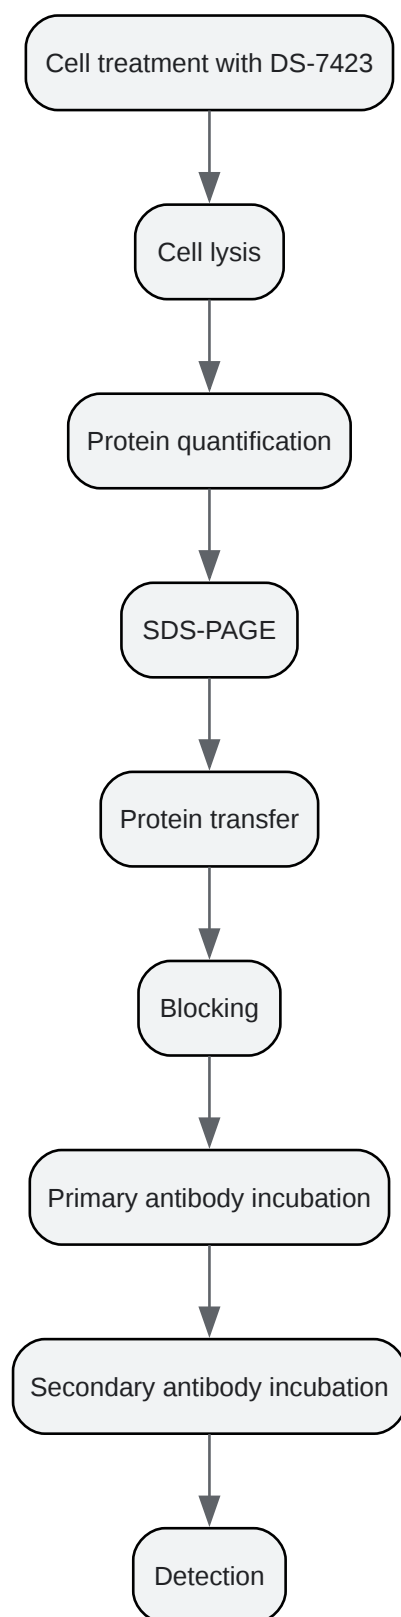 Cell treatment with DS-7423
Cell lysis
Protein quantification
SDS-PAGE
Protein transfer
Blocking
Primary antibody incubation
Secondary antibody incubation
Detection